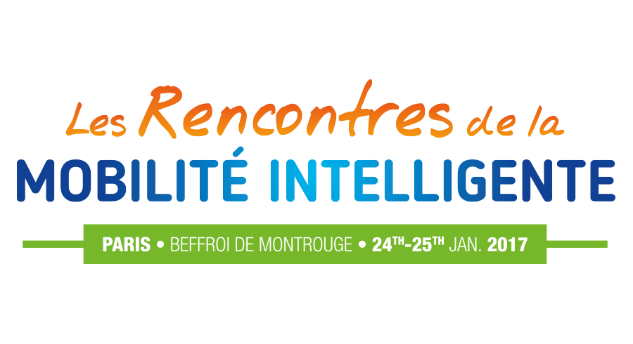 Les Rencontres de la
MOBILITÉ INTELLIGENTE
PARIS • BEFFROI DE MONTROUGE • 24TH-25TH JAN. 2017